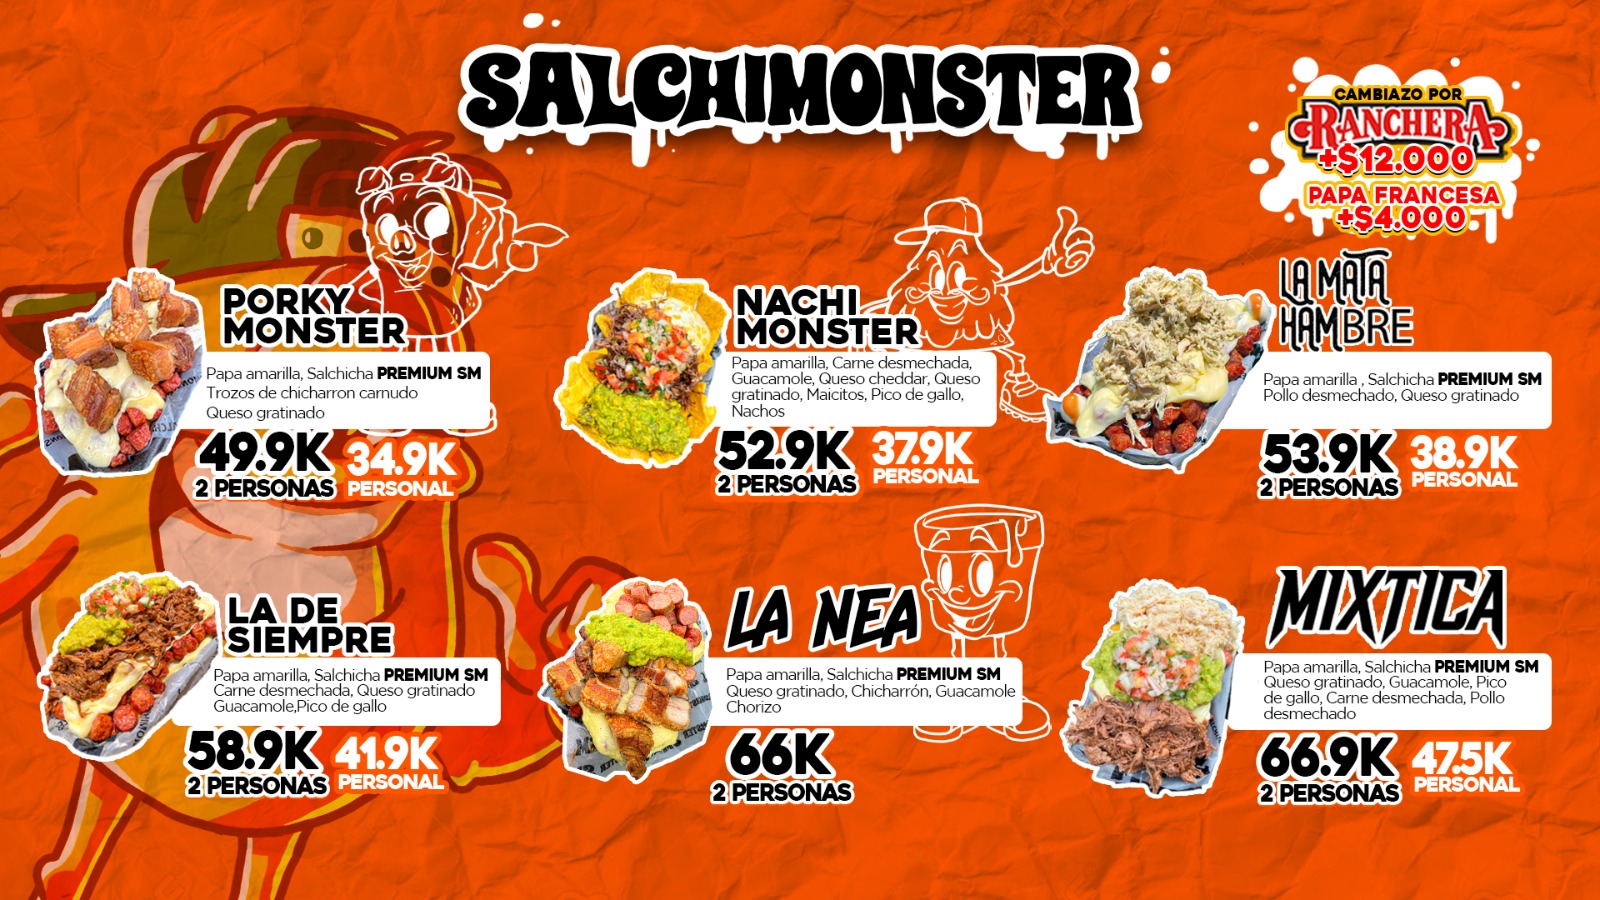 SALCHIMONSTER
CAMBIAZO POR
RANCHERA
+$12.000
PAPA FRANCESA
+$4.000
PORKY
MONSTER
Papa amarilla, Salchicha PREMIUM SM
Trozos de chicharron carnudo
Queso gratinado
49.9K 34.9K
2 PERSONAS PERSONAL
NACHI
MONSTER
Papa amarilla, Carne desmechada,
Guacamole, Queso cheddar, Queso
gratinado, Maicitos, Pico de gallo,
Nachos
52.9K 37.9K
2 PERSONAS PERSONAL
LA MATA
HAMBRE
Papa amarilla , Salchicha PREMIUM SM
Pollo desmechado, Queso gratinado
53.9K 38.9K
2 PERSONAS PERSONAL
LA DE
SIEMPRE
Papa amarilla, Salchicha PREMIUM SM
Carne desmechada, Queso gratinado
Guacamole,Pico de gallo
58.9K 41.9K
2 PERSONAS PERSONAL
LA NEA
Papa amarilla, Salchicha PREMIUM SM
Queso gratinado, Chicharrón, Guacamole
Chorizo
66K
2 PERSONAS
MIXTICA
Papa amarilla, Salchicha PREMIUM SM
Queso gratinado, Guacamole, Pico
de gallo, Carne desmechada, Pollo
desmechado
66.9K 47.5K
2 PERSONAS PERSONAL